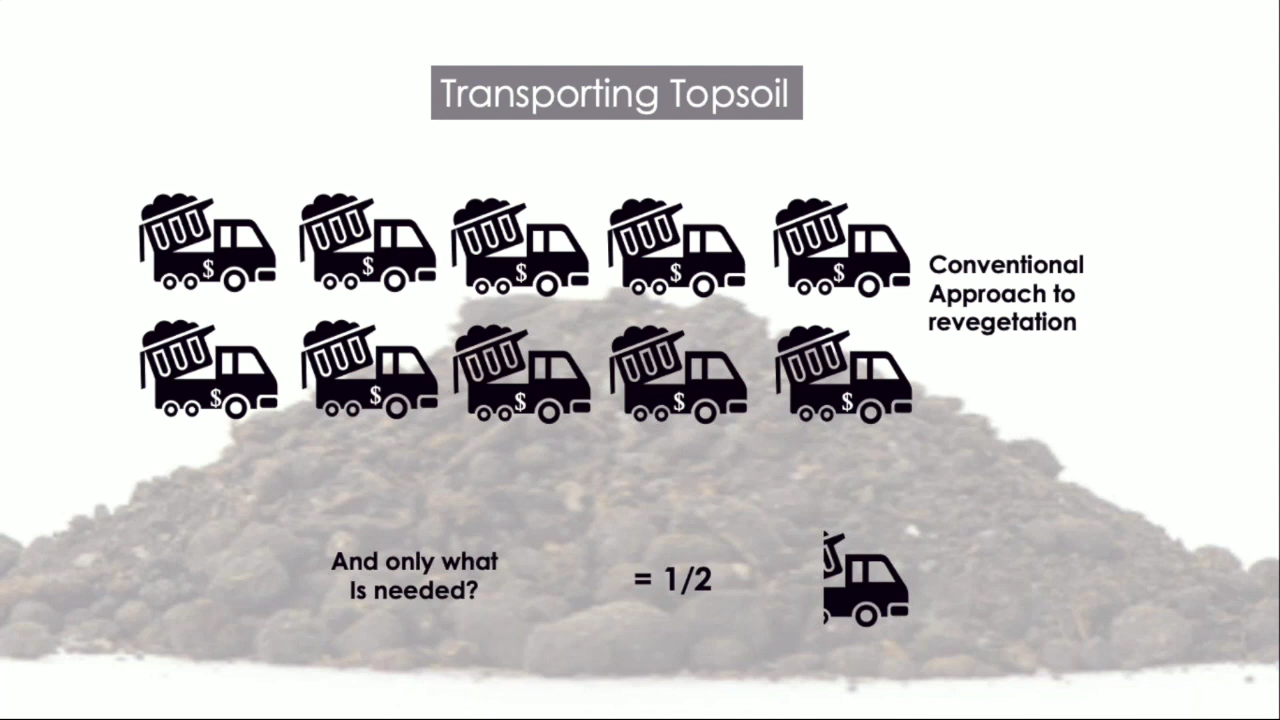 Transporting Topsoil
$ $ $ $ $
Conventional
Approach to
revegetation
$ $ $ $ $
And only what
Is needed?
= 1/2